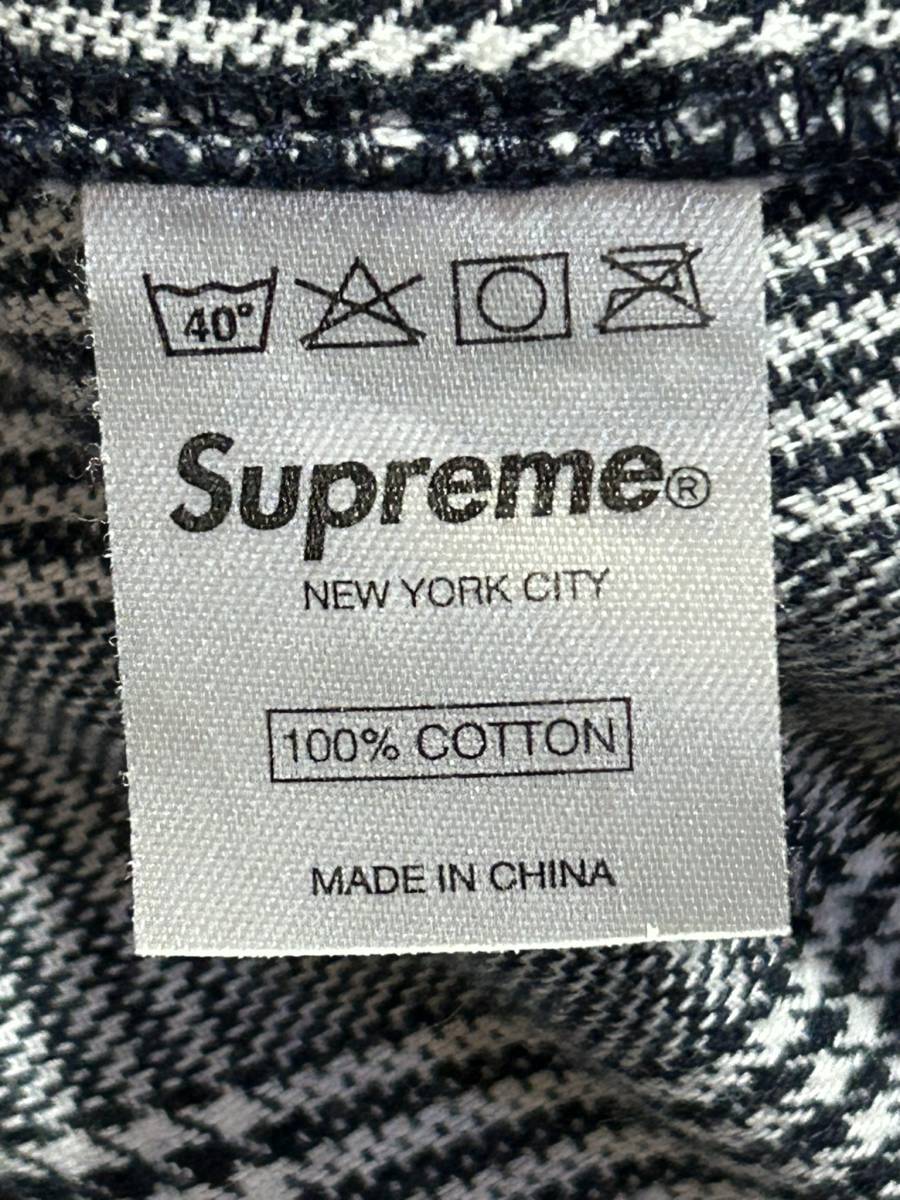 40°
Supreme®
NEW YORK CITY
100% COTTON
MADE IN CHINA